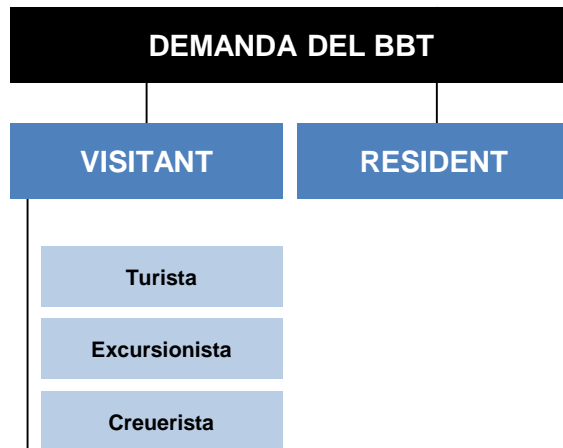 DEMANDA DEL BBT
VISITANT
RESIDENT
Turista
Excursionista
Creuerista